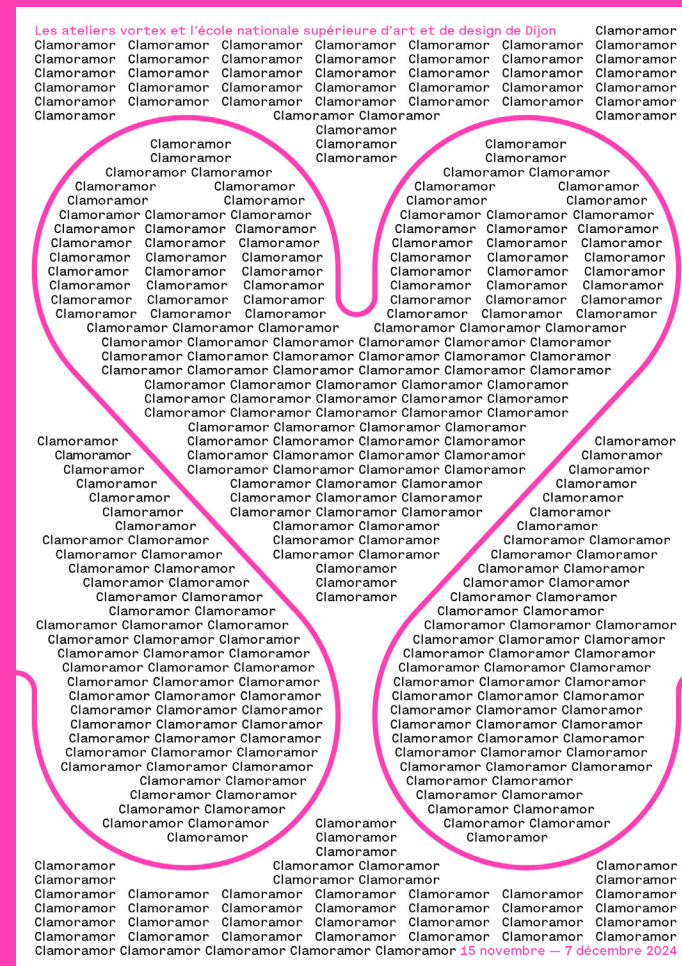 Les ateliers vortex et l'école nationale supérieure d'art et de design de Dijon Clamoramor
Clamoramor Clamoramor Clamoramor Clamoramor Clamoramor Clamoramor Clamoramor
Clamoramor Clamoramor Clamoramor Clamoramor Clamoramor Clamoramor Clamoramor
Clamoramor Clamoramor Clamoramor Clamoramor Clamoramor Clamoramor Clamoramor
Clamoramor Clamoramor Clamoramor Clamoramor Clamoramor Clamoramor Clamoramor
Clamoramor Clamoramor Clamoramor Clamoramor Clamoramor Clamoramor Clamoramor
Clamoramor Clamoramor Clamoramor Clamoramor
Clamoramor
Clamoramor Clamoramor Clamoramor
Clamoramor Clamoramor Clamoramor
Clamoramor Clamoramor Clamoramor Clamoramor
Clamoramor Clamoramor Clamoramor Clamoramor
Clamoramor Clamoramor Clamoramor Clamoramor
Clamoramor Clamoramor Clamoramor Clamoramor Clamoramor Clamoramor
Clamoramor Clamoramor Clamoramor Clamoramor Clamoramor Clamoramor
Clamoramor Clamoramor Clamoramor Clamoramor Clamoramor Clamoramor
Clamoramor Clamoramor Clamoramor Clamoramor Clamoramor Clamoramor
Clamoramor Clamoramor Clamoramor Clamoramor Clamoramor Clamoramor
Clamoramor Clamoramor Clamoramor Clamoramor Clamoramor Clamoramor
Clamoramor Clamoramor Clamoramor Clamoramor Clamoramor Clamoramor
Clamoramor Clamoramor Clamoramor Clamoramor Clamoramor Clamoramor
Clamoramor Clamoramor Clamoramor Clamoramor Clamoramor Clamoramor
Clamoramor Clamoramor Clamoramor Clamoramor Clamoramor Clamoramor
Clamoramor Clamoramor Clamoramor Clamoramor Clamoramor Clamoramor
Clamoramor Clamoramor Clamoramor Clamoramor Clamoramor Clamoramor
Clamoramor Clamoramor Clamoramor Clamoramor Clamoramor
Clamoramor Clamoramor Clamoramor Clamoramor Clamoramor
Clamoramor Clamoramor Clamoramor Clamoramor Clamoramor
Clamoramor Clamoramor Clamoramor Clamoramor
Clamoramor Clamoramor Clamoramor Clamoramor Clamoramor Clamoramor
Clamoramor Clamoramor Clamoramor Clamoramor Clamoramor Clamoramor
Clamoramor Clamoramor Clamoramor Clamoramor Clamoramor Clamoramor
Clamoramor Clamoramor Clamoramor Clamoramor Clamoramor
Clamoramor Clamoramor Clamoramor Clamoramor Clamoramor
Clamoramor Clamoramor Clamoramor Clamoramor Clamoramor
Clamoramor Clamoramor Clamoramor Clamoramor
Clamoramor Clamoramor Clamoramor Clamoramor Clamoramor Clamoramor
Clamoramor Clamoramor Clamoramor Clamoramor Clamoramor Clamoramor
Clamoramor Clamoramor Clamoramor Clamoramor Clamoramor
Clamoramor Clamoramor Clamoramor Clamoramor Clamoramor
Clamoramor Clamoramor Clamoramor Clamoramor Clamoramor
Clamoramor Clamoramor Clamoramor Clamoramor
Clamoramor Clamoramor Clamoramor Clamoramor Clamoramor Clamoramor
Clamoramor Clamoramor Clamoramor Clamoramor Clamoramor Clamoramor
Clamoramor Clamoramor Clamoramor Clamoramor Clamoramor Clamoramor
Clamoramor Clamoramor Clamoramor Clamoramor Clamoramor Clamoramor
Clamoramor Clamoramor Clamoramor Clamoramor Clamoramor Clamoramor
Clamoramor Clamoramor Clamoramor Clamoramor Clamoramor Clamoramor
Clamoramor Clamoramor Clamoramor Clamoramor Clamoramor Clamoramor
Clamoramor Clamoramor Clamoramor Clamoramor Clamoramor Clamoramor
Clamoramor Clamoramor Clamoramor Clamoramor Clamoramor Clamoramor
Clamoramor Clamoramor Clamoramor Clamoramor Clamoramor Clamoramor
Clamoramor Clamoramor Clamoramor Clamoramor Clamoramor Clamoramor
Clamoramor Clamoramor Clamoramor Clamoramor
Clamoramor Clamoramor Clamoramor Clamoramor
Clamoramor Clamoramor Clamoramor Clamoramor
Clamoramor Clamoramor Clamoramor Clamoramor Clamoramor
Clamoramor Clamoramor Clamoramor
Clamoramor
Clamoramor Clamoramor Clamoramor Clamoramor
Clamoramor Clamoramor Clamoramor Clamoramor
Clamoramor Clamoramor Clamoramor Clamoramor Clamoramor Clamoramor Clamoramor
Clamoramor Clamoramor Clamoramor Clamoramor Clamoramor Clamoramor Clamoramor
Clamoramor Clamoramor Clamoramor Clamoramor Clamoramor Clamoramor Clamoramor
Clamoramor Clamoramor Clamoramor Clamoramor Clamoramor Clamoramor Clamoramor
Clamoramor Clamoramor Clamoramor Clamoramor Clamoramor 15 novembre — 7 décembre 2024